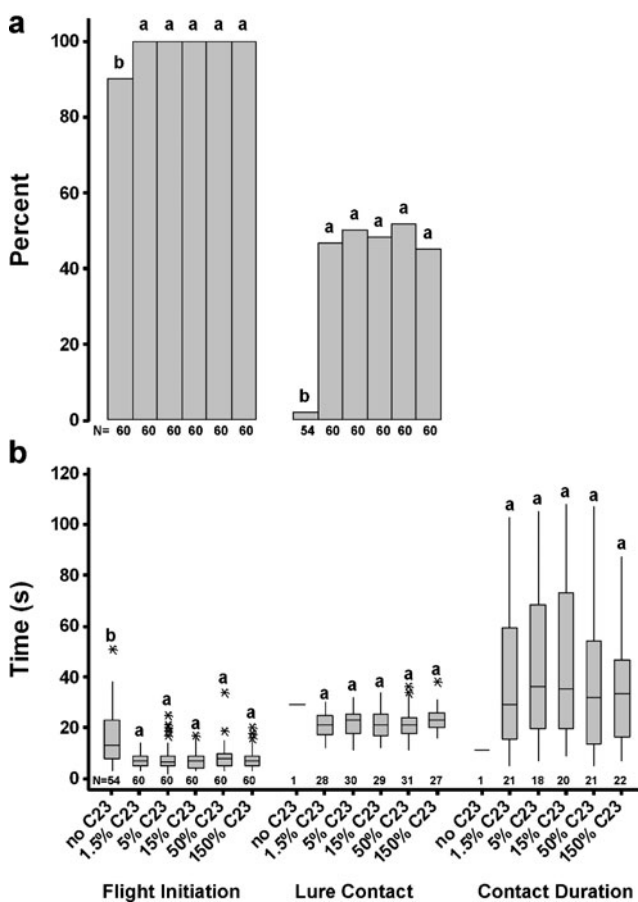 a
100
80
60
40
20
0
Percent
b a a a a a
b a a a a a
N= 60 60 60 60 60 60
54 60 60 60 60 60
b
120
100
80
60
40
20
0
Time (s)
b a a a a a
a a a a a
a a a a a
N=54 60 60 60 60 60
1 28 30 29 31 27
1 21 18 20 21 22
no C23 1.5% C23 5% C23 15% C23 50% C23 150% C23
no C23 1.5% C23 5% C23 15% C23 50% C23 150% C23
no C23 1.5% C23 5% C23 15% C23 50% C23 150% C23
Flight Initiation Lure Contact Contact Duration